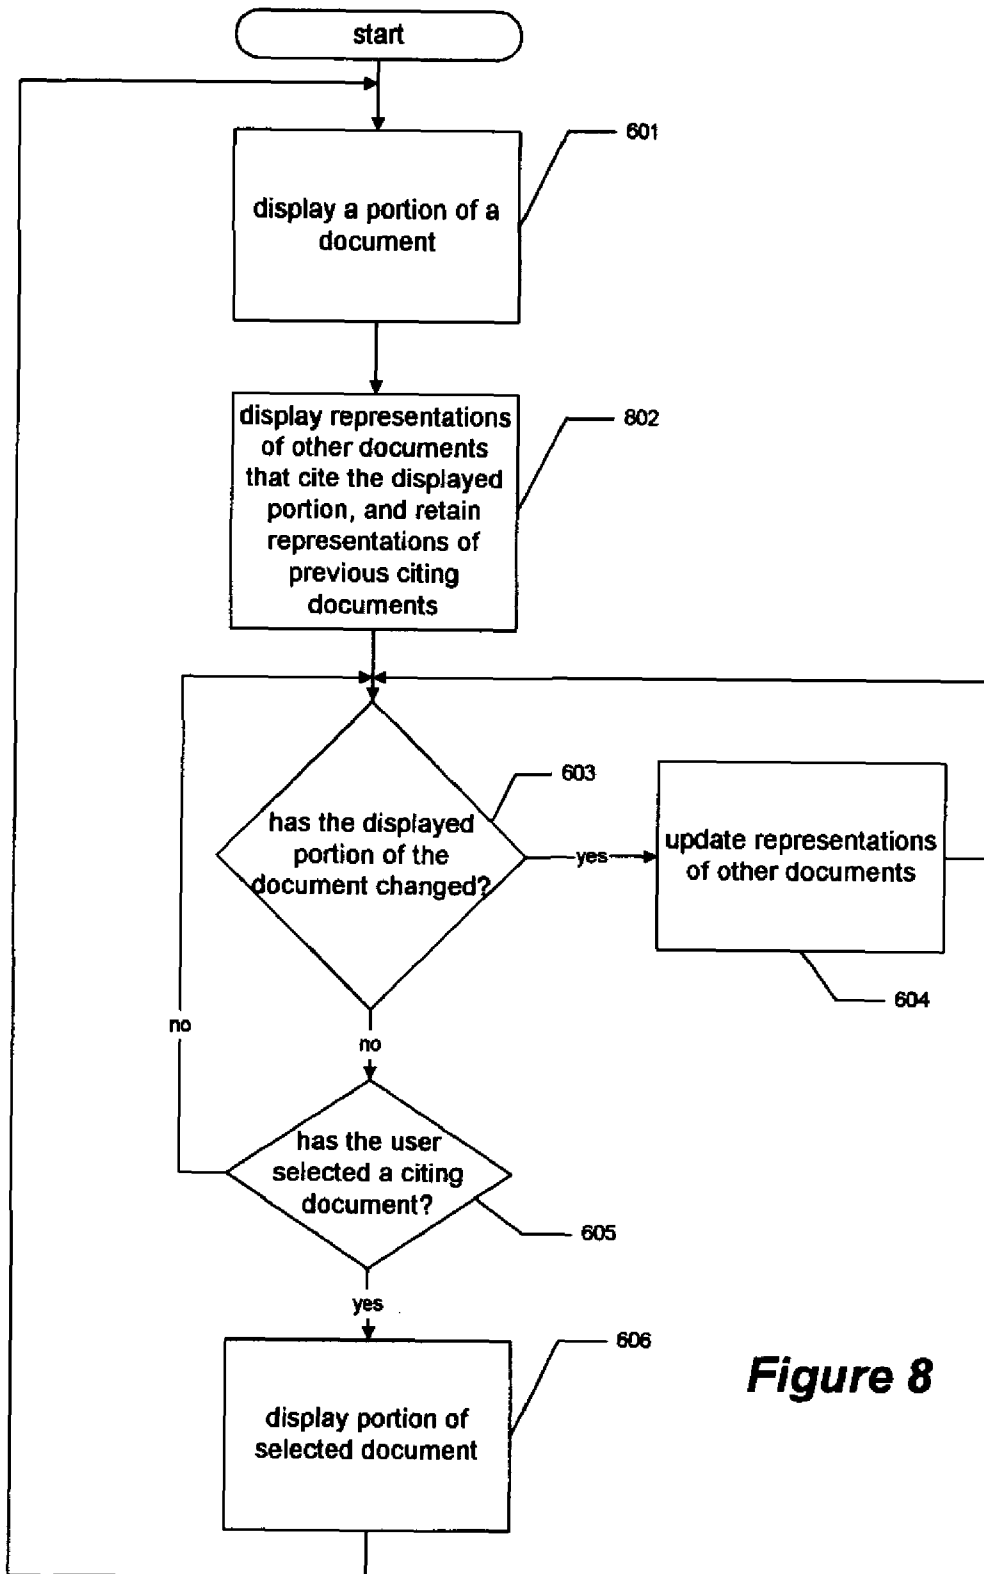 start
601
display a portion of a
document
802
display representations
of other documents
that cite the displayed
portion, and retain
representations of
previous citing
documents
603
has the displayed
portion of the
document changed?
yes
update representations
of other documents
604
no
no
has the user
selected a citing
document?
605
yes
606
display portion of
selected document
Figure 8